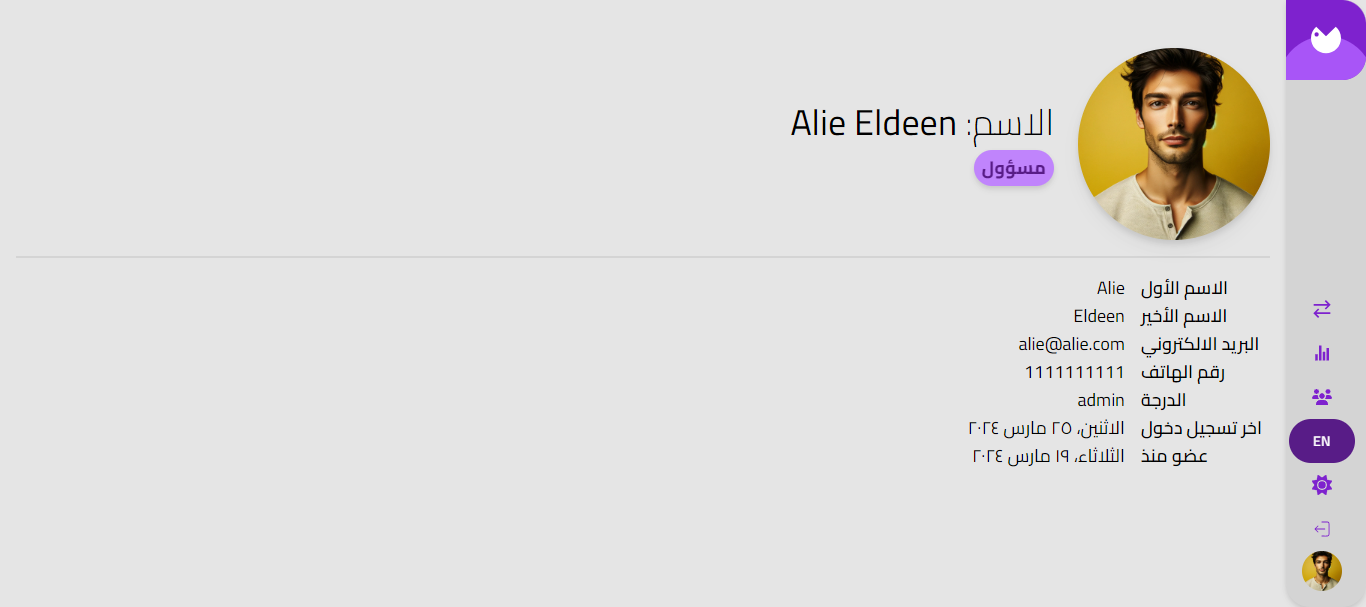 الاسم: Alie Eldeen
مسؤول
الاسم الأول Alie
الاسم الأخير Eldeen
البريد الالكتروني alie@alie.com
رقم الهاتف 1111111111
الدرجة admin
اخر تسجيل دخول الاثنين، ٢٥ مارس ٢٠٢٤
عضو منذ الثلاثاء، ١٩ مارس ٢٠٢٤
EN